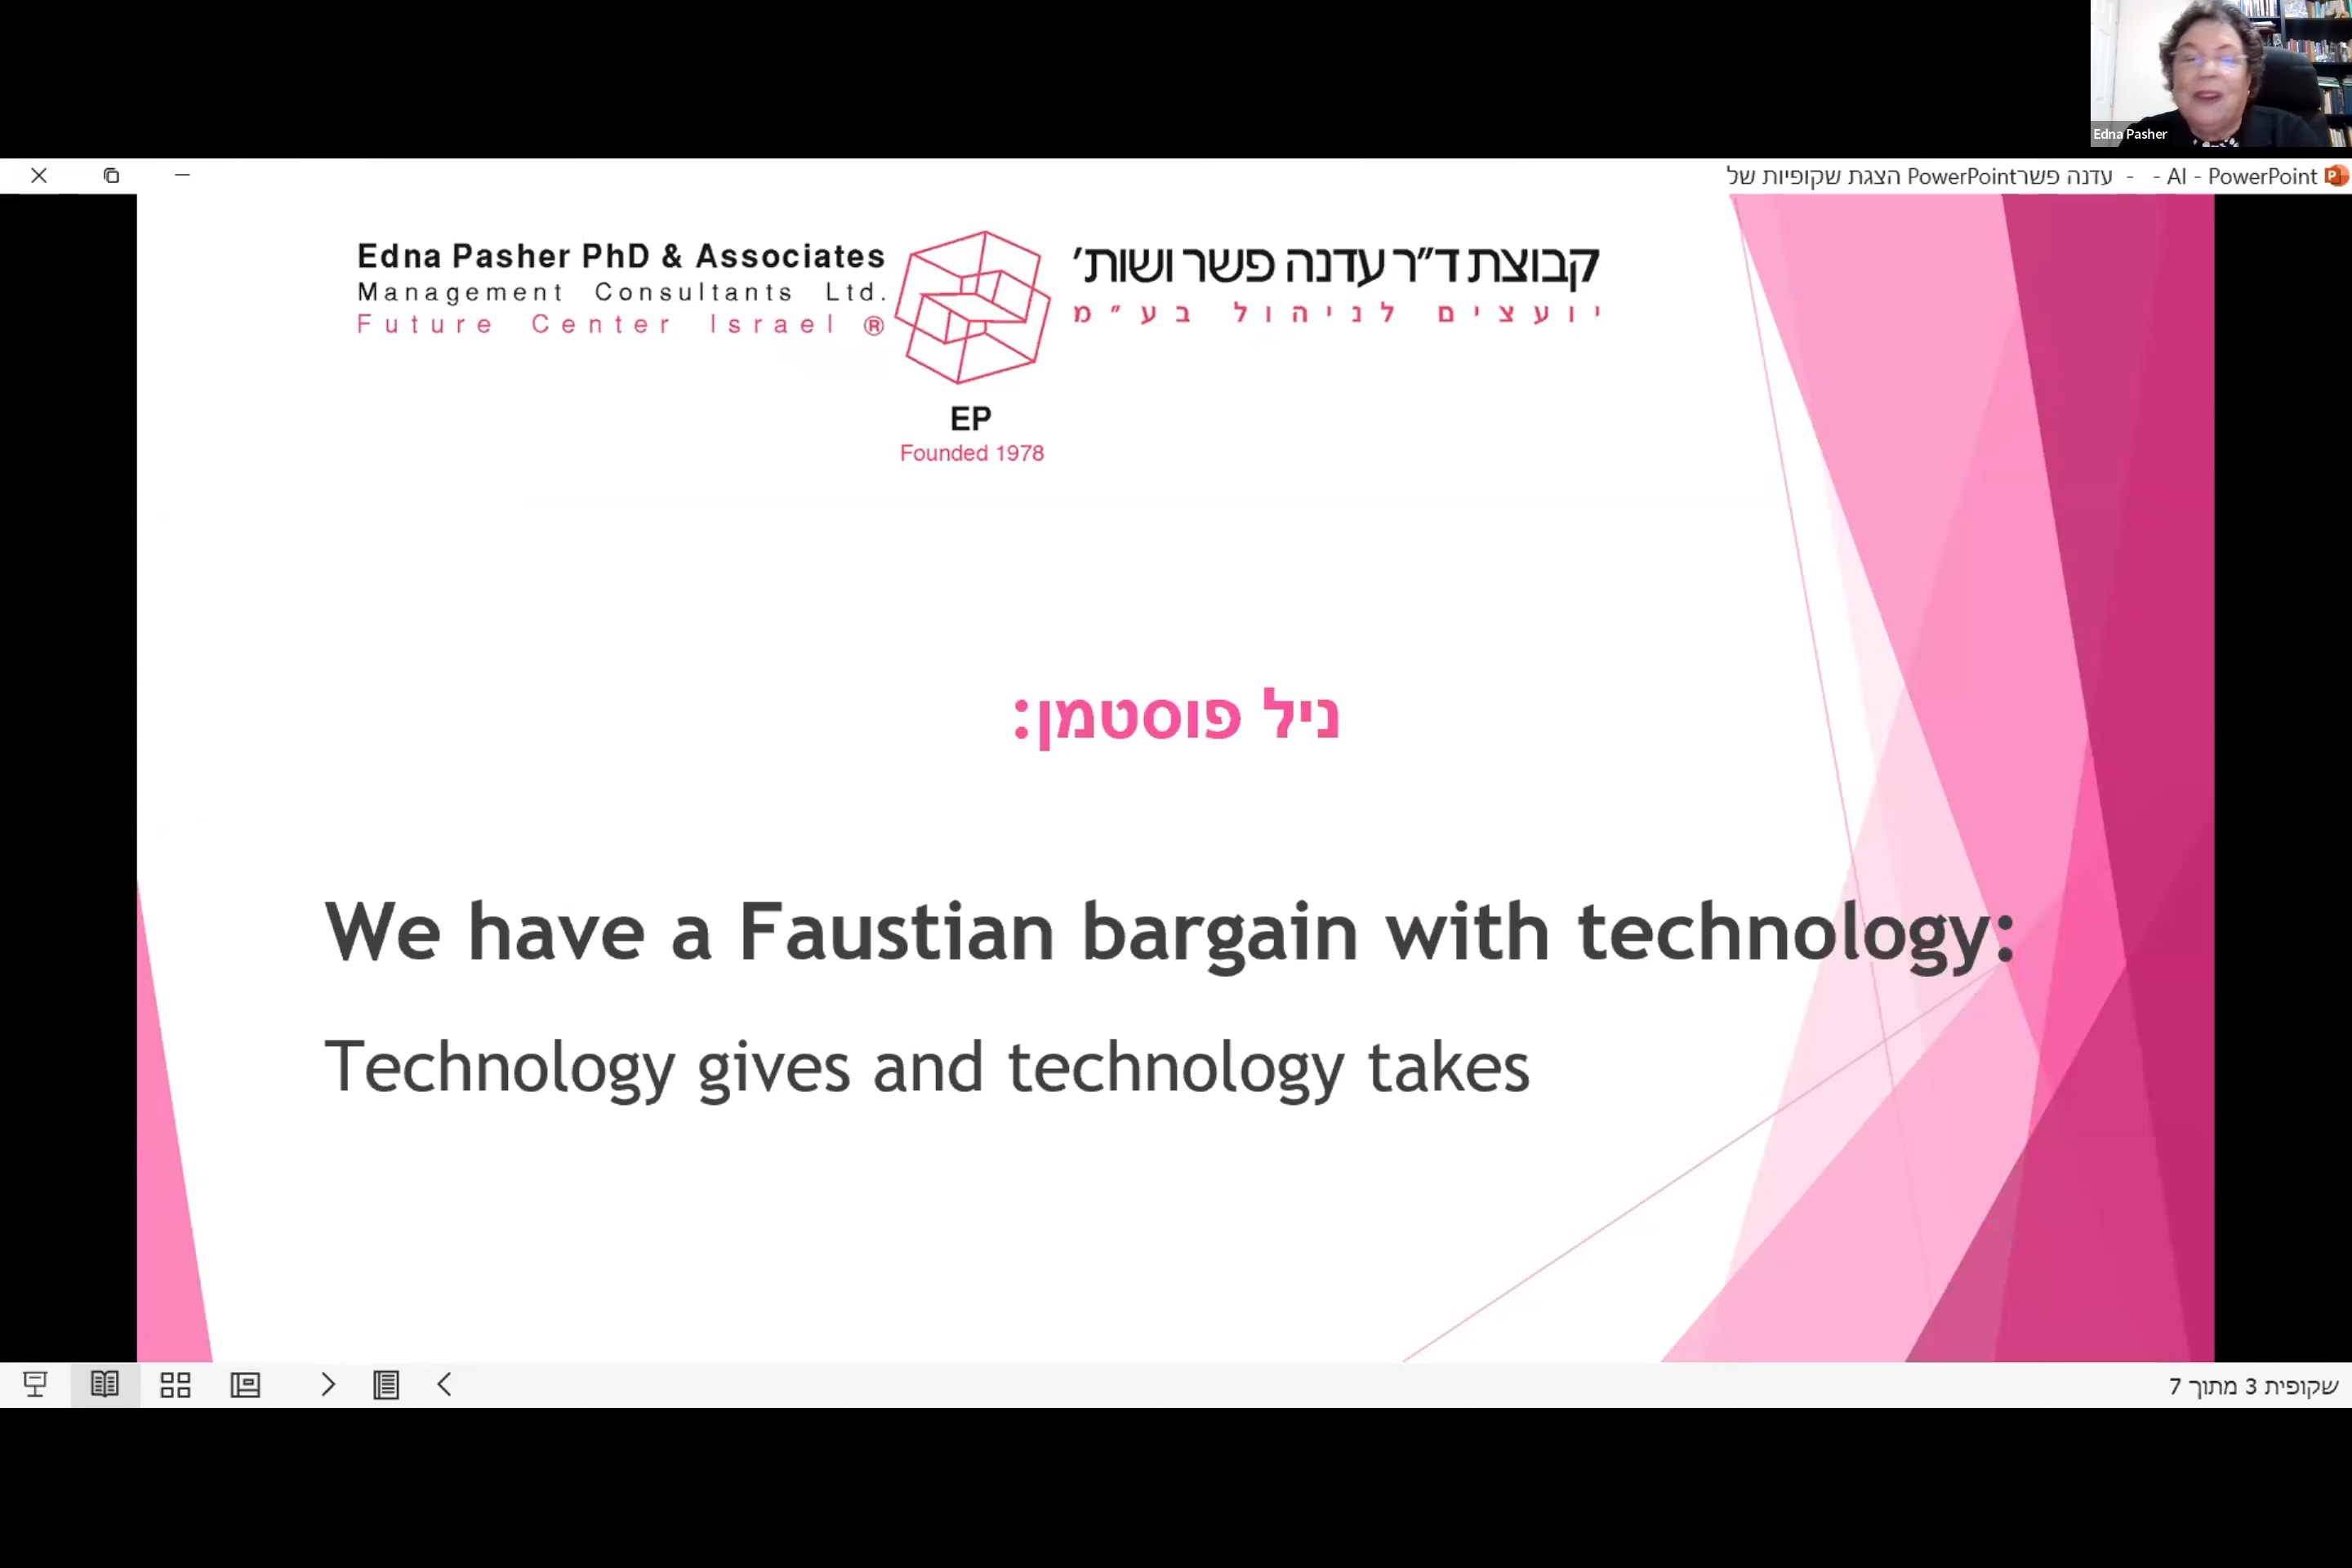 Edna Pasher
עדנה פשרPowerPoint הצגת שקופיות של - - AI - PowerPoint
Edna Pasher PhD & Associates
Management Consultants Ltd.
Future Center Israel ®
קבוצת ד"ר עדנה פשר ושות'
יועצים לניהול בע"מ
EP
Founded 1978
ניל פוסטמן:
We have a Faustian bargain with technology:
Technology gives and technology takes
שקופית 3 מתוך 7